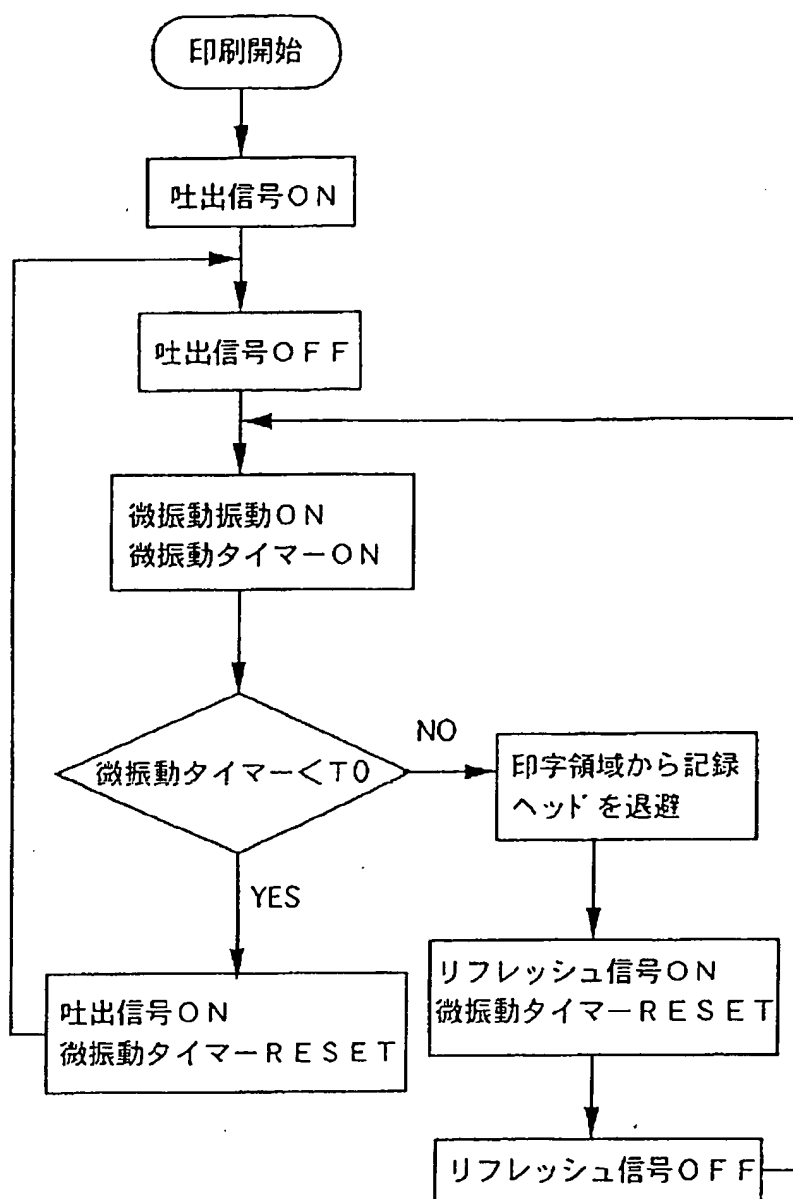 印刷開始
吐出信号ON
吐出信号OFF
微振動振動ON
微振動タイマーON
微振動タイマー<T0
NO
印字領域から記録
ヘッドを退避
YES
吐出信号ON
微振動タイマーRESET
リフレッシュ信号ON
微振動タイマーRESET
リフレッシュ信号OFF